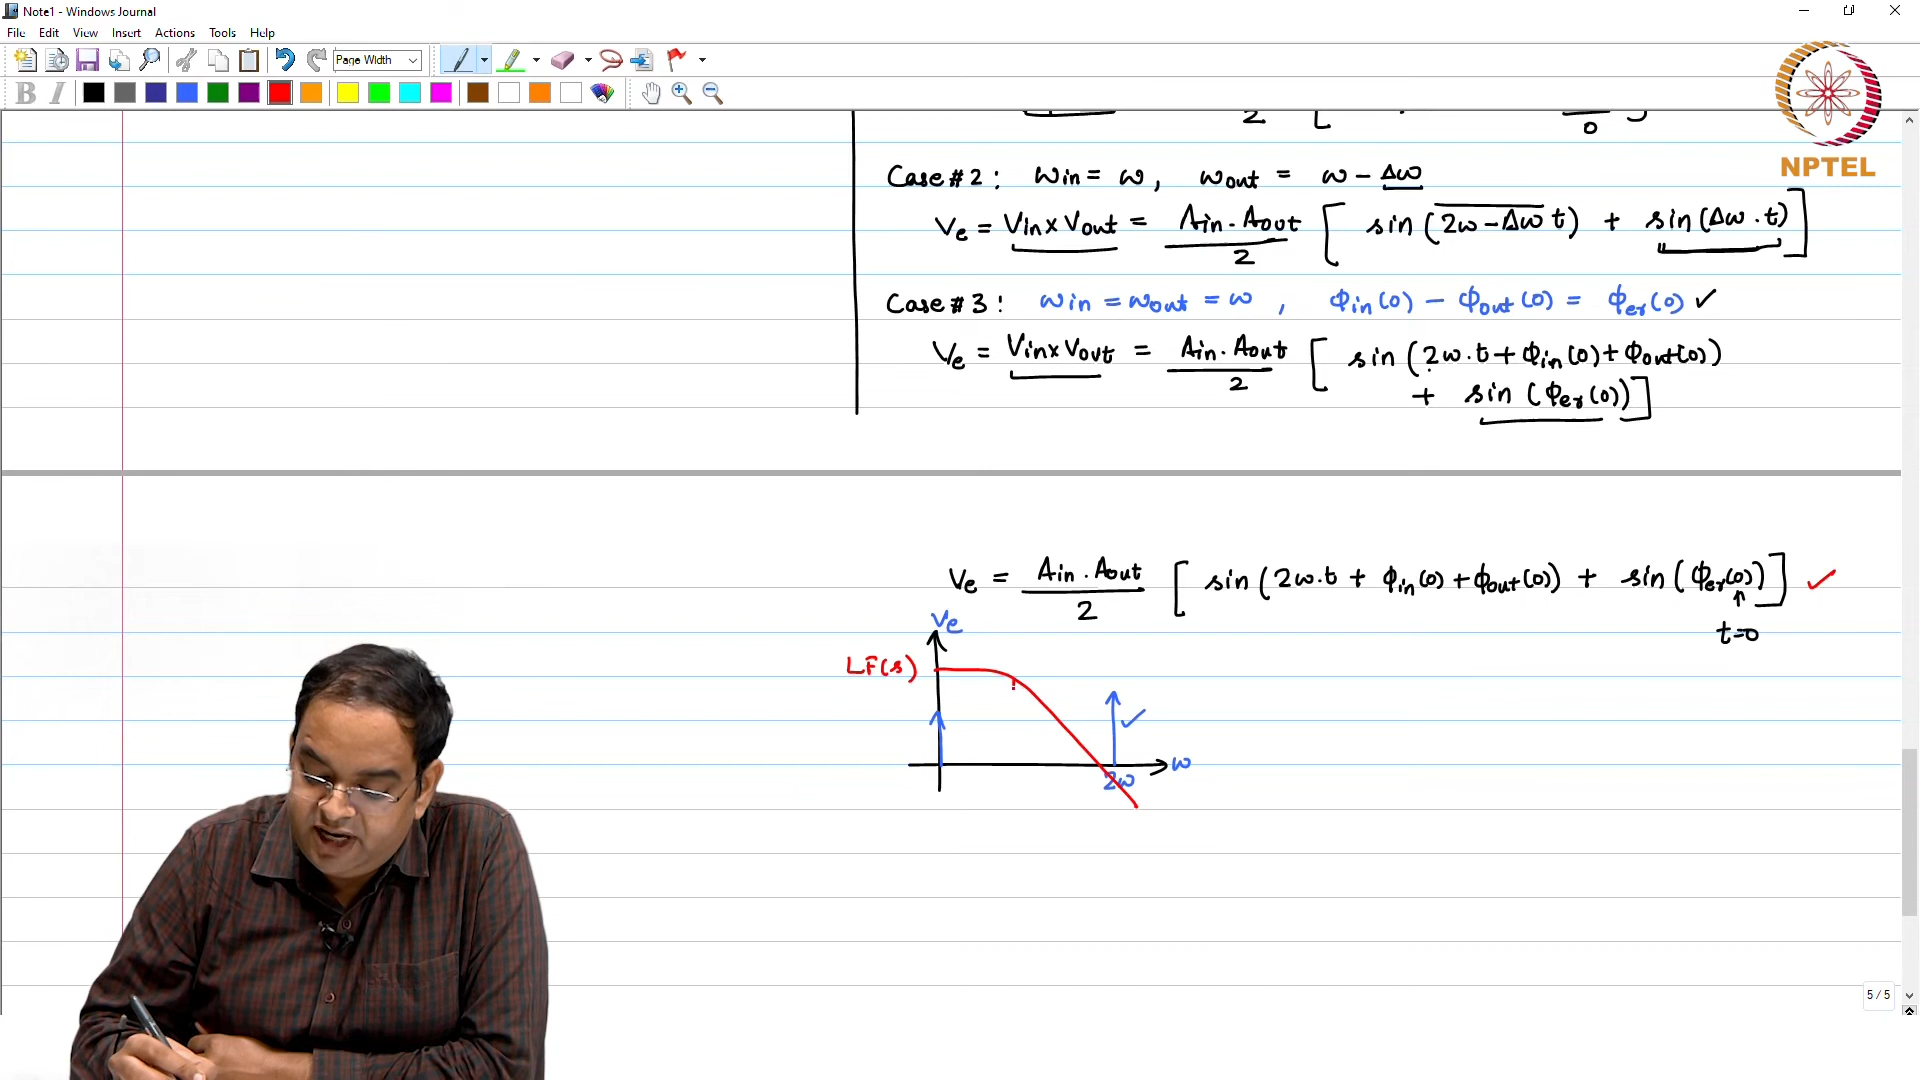 Note1 - Windows Journal
File Edit View Insert Actions Tools Help
Page Width
B I
NPTEL
2 [ 0 ]
Case #2: ωin = ω, ωout = ω - Δω
Ve = Vin x Vout = Ain. Aout / 2 [ sin (2ω - Δω t) + sin (Δω . t) ]
Case #3: ωin = ωout = ω , Φin(0) - Φout(0) = Φer(0) ✓
Ve = Vin x Vout = Ain. Aout / 2 [ sin (2ω.t + Φin(0) + Φout(0))
+ sin (Φer(0)) ]
Ve = Ain . Aout / 2 [ sin (2ω.t + Φin(0) + Φout(0)) + sin (Φer(0)) ] ✓
↑
t=0
Ve
LF(s)
✓
2ω
ω
5 / 5